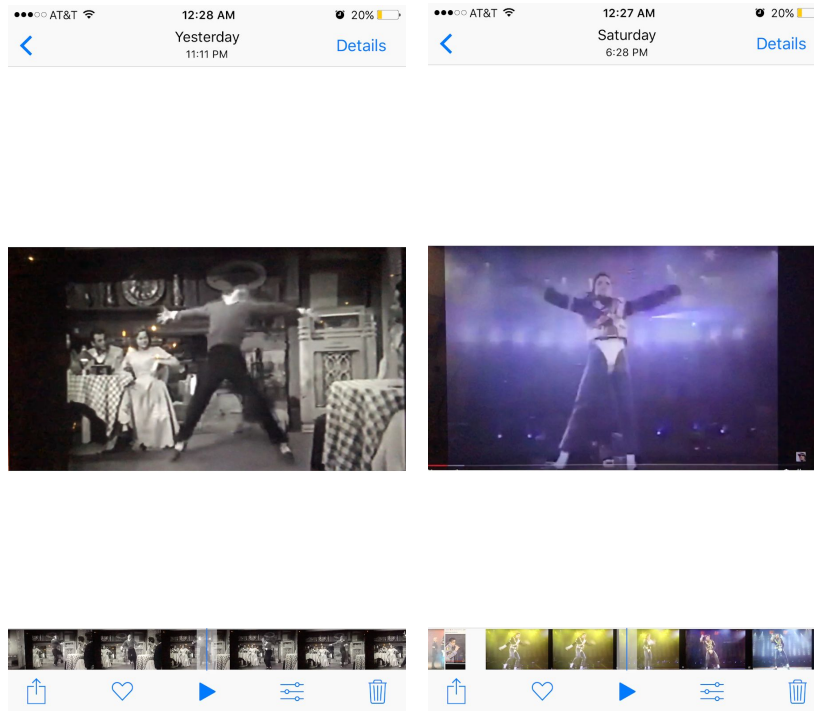 AT&T 12:28 AM 20%
Yesterday
11:11 PM
Details
AT&T 12:27 AM 20%
Saturday
6:28 PM
Details